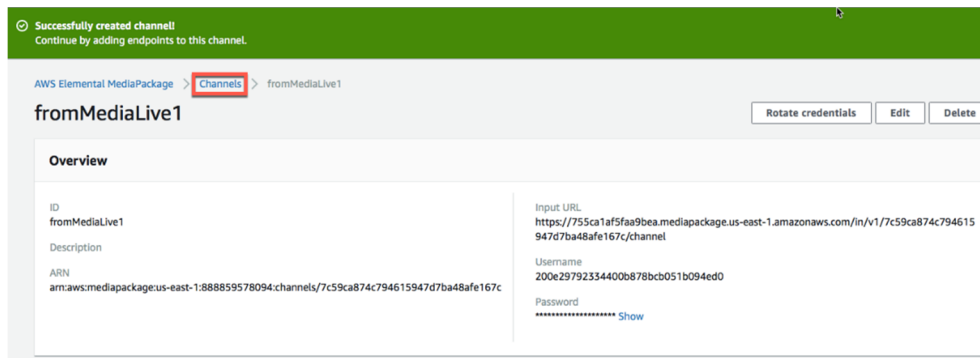 Successfully created channel!
Continue by adding endpoints to this channel.
AWS Elemental MediaPackage > Channels > fromMediaLive1
fromMediaLive1
Rotate credentials Edit Delete
Overview
ID
fromMediaLive1
Description
ARN
arn:aws:mediapackage:us-east-1:888859578094:channels/7c59ca874c794615947d7ba48afe167c
Input URL
https://755ca1af5faa9bea.mediapackage.us-east-1.amazonaws.com/in/v1/7c59ca874c794615
947d7ba48afe167c/channel
Username
200e29792334400b878bcb051b094ed0
Password
******************** Show